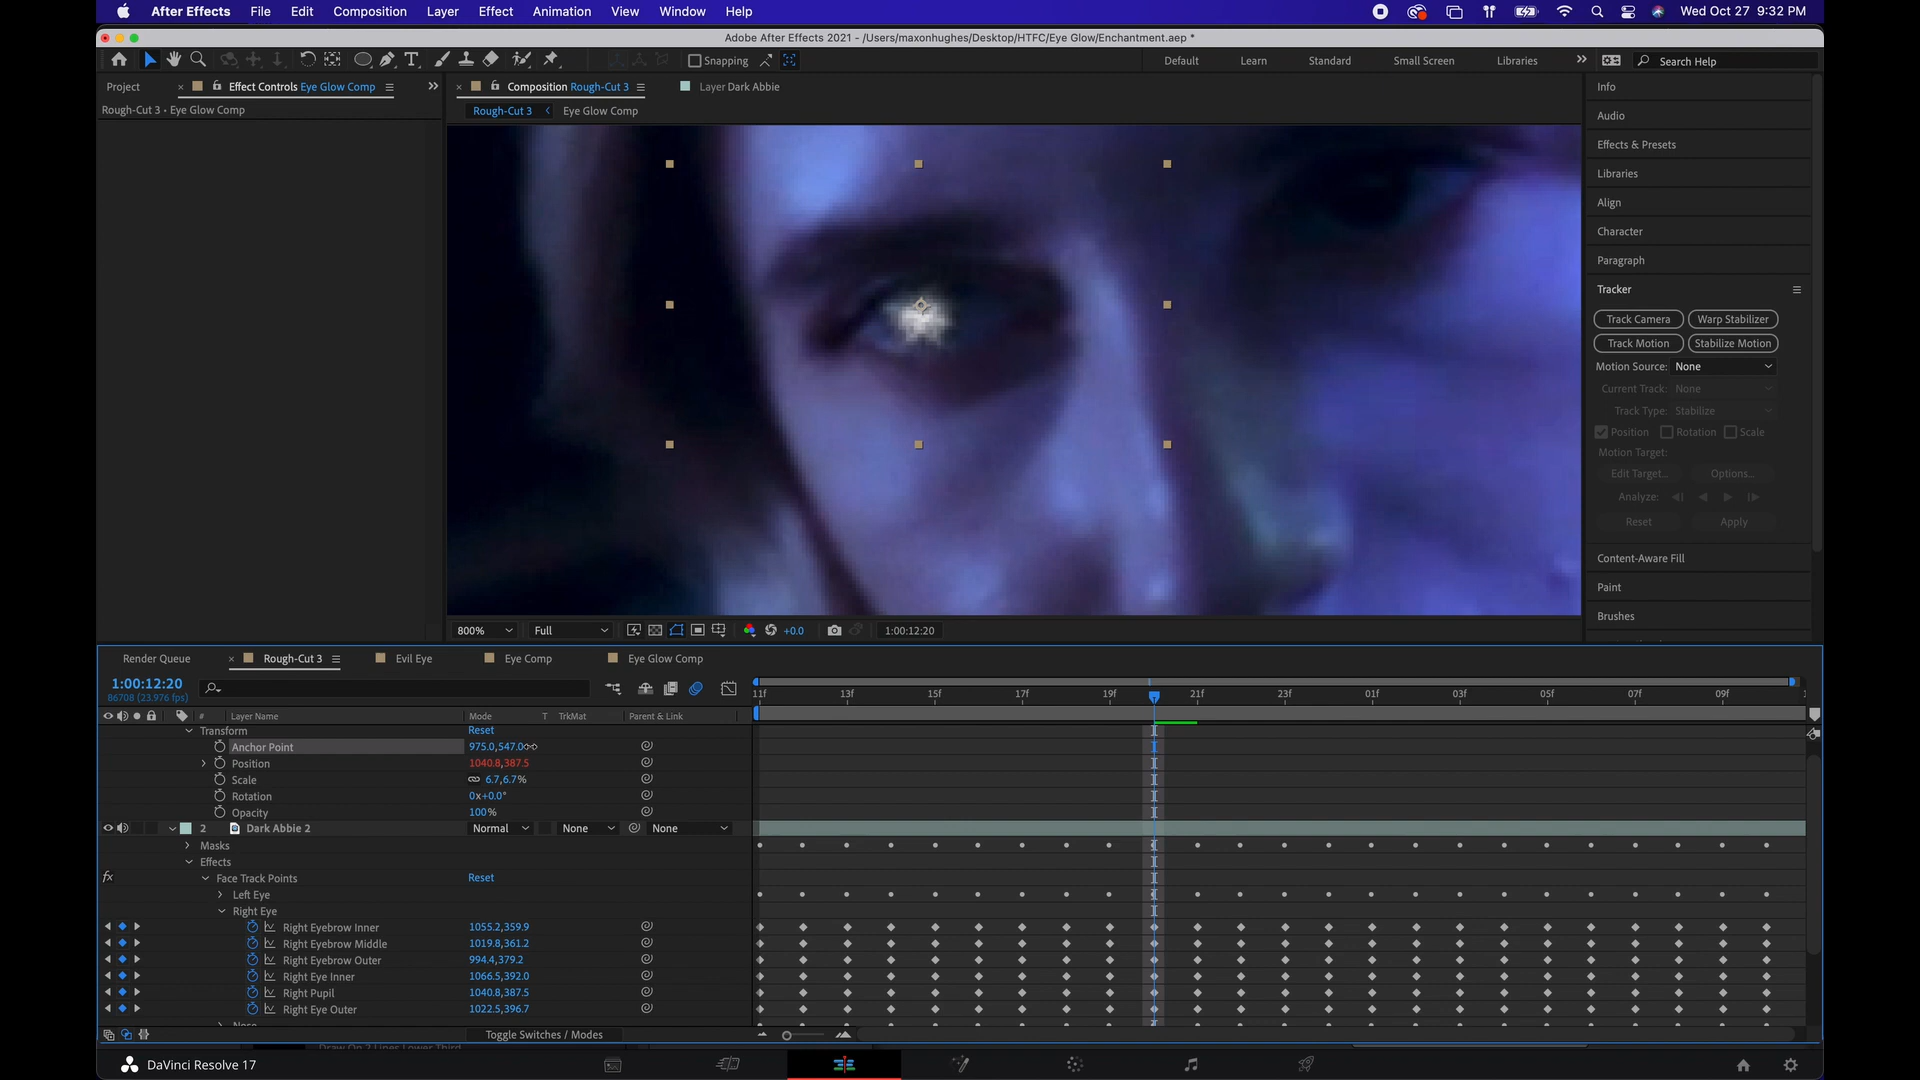 After Effects File Edit Composition Layer Effect Animation View Window Help Wed Oct 27 9:32 PM
Adobe After Effects 2021 - /Users/maxonhughes/Desktop/HTFC/Eye Glow/Enchantment.aep *
Snapping Default Learn Standard Small Screen Libraries Search Help
Project Effect Controls Eye Glow Comp Composition Rough-Cut 3 Layer Dark Abbie Info
Rough-Cut 3 • Eye Glow Comp Rough-Cut 3 Eye Glow Comp
Audio
Effects & Presets
Libraries
Align
Character
Paragraph
Tracker
Track Camera Warp Stabilizer
Track Motion Stabilize Motion
Motion Source: None
Current Track: None
Track Type: Stabilize
Position Rotation Scale
Motion Target:
Edit Target... Options...
Analyze:
Reset Apply
Content-Aware Fill
Paint
Brushes
800% Full +0.0 1:00:12:20
Render Queue Rough-Cut 3 Evil Eye Eye Comp Eye Glow Comp
1:00:12:20
86708 (23.976 fps)
11f 13f 15f 17f 19f 21f 23f 01f 03f 05f 07f 09f 1
# Layer Name Mode T TrkMat Parent & Link
Transform Reset
Anchor Point 975.0,547.0
Position 1040.8,387.5
Scale 6.7,6.7%
Rotation 0x+0.0°
Opacity 100%
2 Dark Abbie 2 Normal None None
Masks
Effects
fx Face Track Points Reset
Left Eye
Right Eye
Right Eyebrow Inner 1055.2,359.9
Right Eyebrow Middle 1019.8,361.2
Right Eyebrow Outer 994.4,379.2
Right Eye Inner 1066.5,392.0
Right Pupil 1040.8,387.5
Right Eye Outer 1022.5,396.7
Toggle Switches / Modes
DaVinci Resolve 17